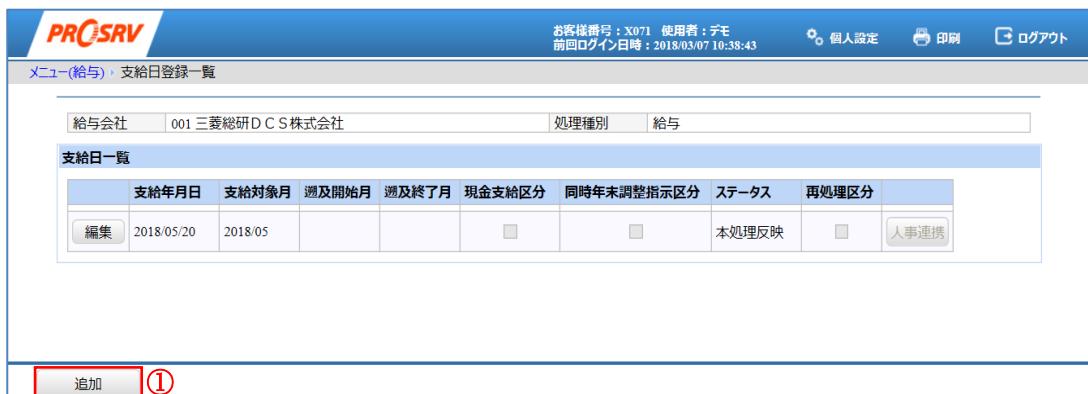 PROSRV
お客様番号：X071 使用者：デモ
前回ログイン日時：2018/03/07 10:38:43
個人設定 印刷 ログアウト
メニュー(給与) › 支給日登録一覧
給与会社 001 三菱総研ＤＣＳ株式会社 処理種別 給与
支給日一覧
支給年月日 支給対象月 遡及開始月 遡及終了月 現金支給区分 同時年末調整指示区分 ステータス 再処理区分
編集 2018/05/20 2018/05 本処理反映 人事連携
追加 ①